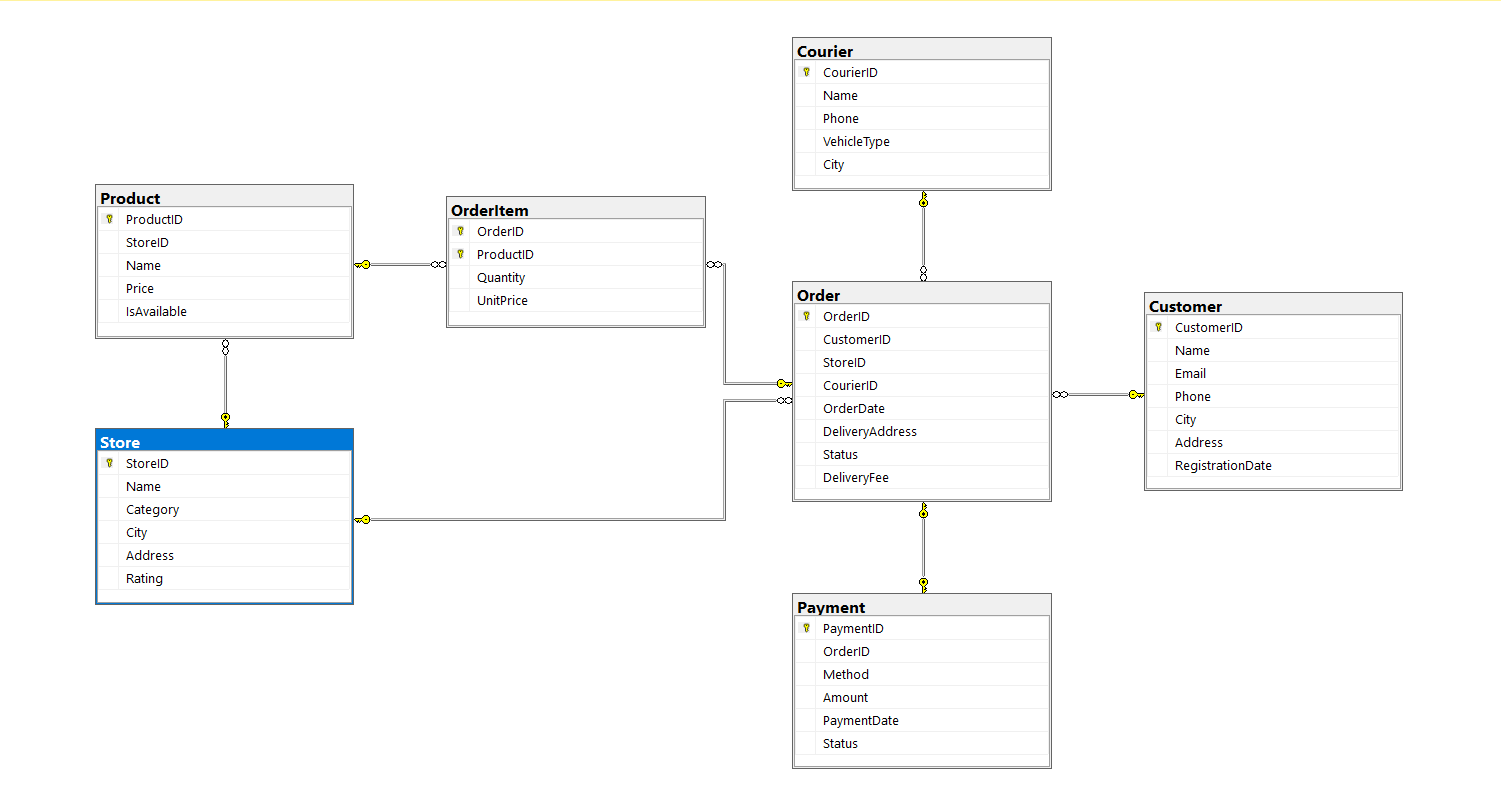 Courier
CourierID
Name
Phone
VehicleType
City
Product
ProductID
StoreID
Name
Price
IsAvailable
OrderItem
OrderID
ProductID
Quantity
UnitPrice
Order
OrderID
CustomerID
StoreID
CourierID
OrderDate
DeliveryAddress
Status
DeliveryFee
Customer
CustomerID
Name
Email
Phone
City
Address
RegistrationDate
Store
StoreID
Name
Category
City
Address
Rating
Payment
PaymentID
OrderID
Method
Amount
PaymentDate
Status